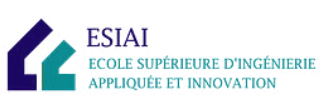 ESIAI
ECOLE SUPÉRIEURE D'INGÉNIERIE
APPLIQUÉE ET INNOVATION